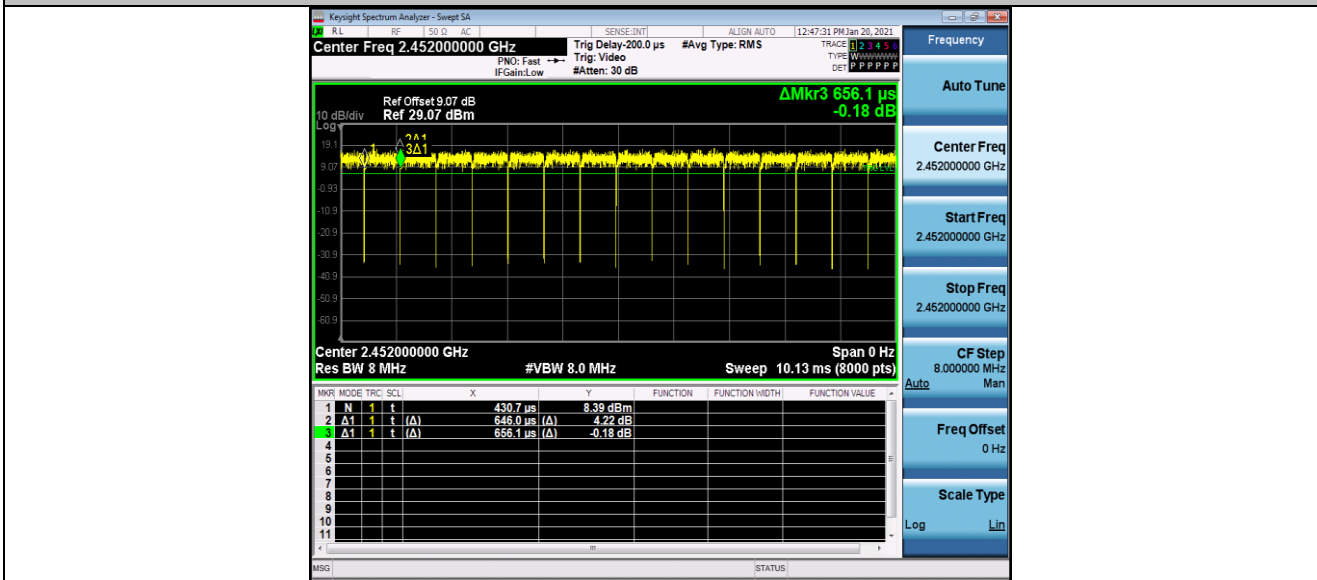 Keysight Spectrum Analyzer - Swept SA
RL RF 50 Ω AC SENSE:INT ALIGN AUTO 12:47:31 PM Jan 20, 2021
Center Freq 2.452000000 GHz
PNO: Fast
IFGain:Low
Trig Delay-200.0 µs
Trig: Video
#Atten: 30 dB
#Avg Type: RMS
TRACE 1 2 3 4 5 6
TYPE WWWWWW
DET P P P P P P
ΔMkr3 656.1 µs
-0.18 dB
Ref Offset 9.07 dB
10 dB/div Ref 29.07 dBm
Log
19.1
9.07
-0.93
-10.9
-20.9
-30.9
-40.9
-50.9
-60.9
1
2Δ1
3Δ1
Center 2.452000000 GHz Span 0 Hz
Res BW 8 MHz #VBW 8.0 MHz Sweep 10.13 ms (8000 pts)
MKR MODE TRC SCL X Y FUNCTION FUNCTION WIDTH FUNCTION VALUE
1 N 1 t 430.7 µs 8.39 dBm
2 Δ1 1 t (Δ) 646.0 µs (Δ) 4.22 dB
3 Δ1 1 t (Δ) 656.1 µs (Δ) -0.18 dB
4
5
6
7
8
9
10
11
MSG STATUS
Frequency
Auto Tune
Center Freq
2.452000000 GHz
Start Freq
2.452000000 GHz
Stop Freq
2.452000000 GHz
CF Step
8.000000 MHz
Auto Man
Freq Offset
0 Hz
Scale Type
Log Lin